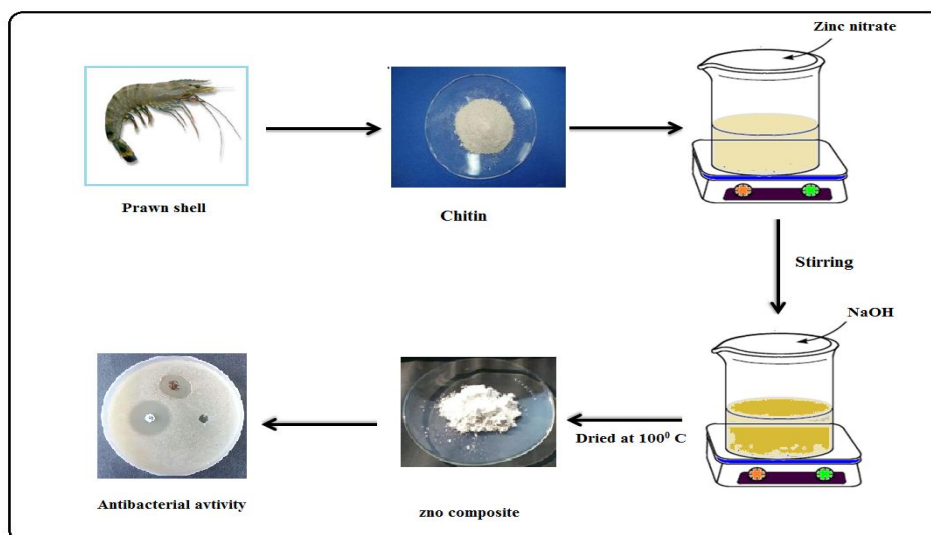 Zinc nitrate
Prawn shell
Chitin
Stirring
NaOH
Dried at 100⁰ C
Antibacterial avtivity
zno composite